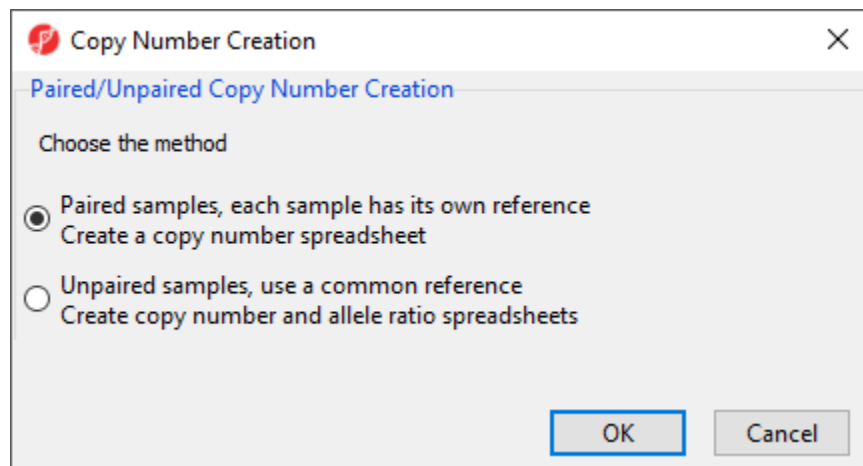 Copy Number Creation
Paired/Unpaired Copy Number Creation
Choose the method
Paired samples, each sample has its own reference
Create a copy number spreadsheet
Unpaired samples, use a common reference
Create copy number and allele ratio spreadsheets
OK
Cancel